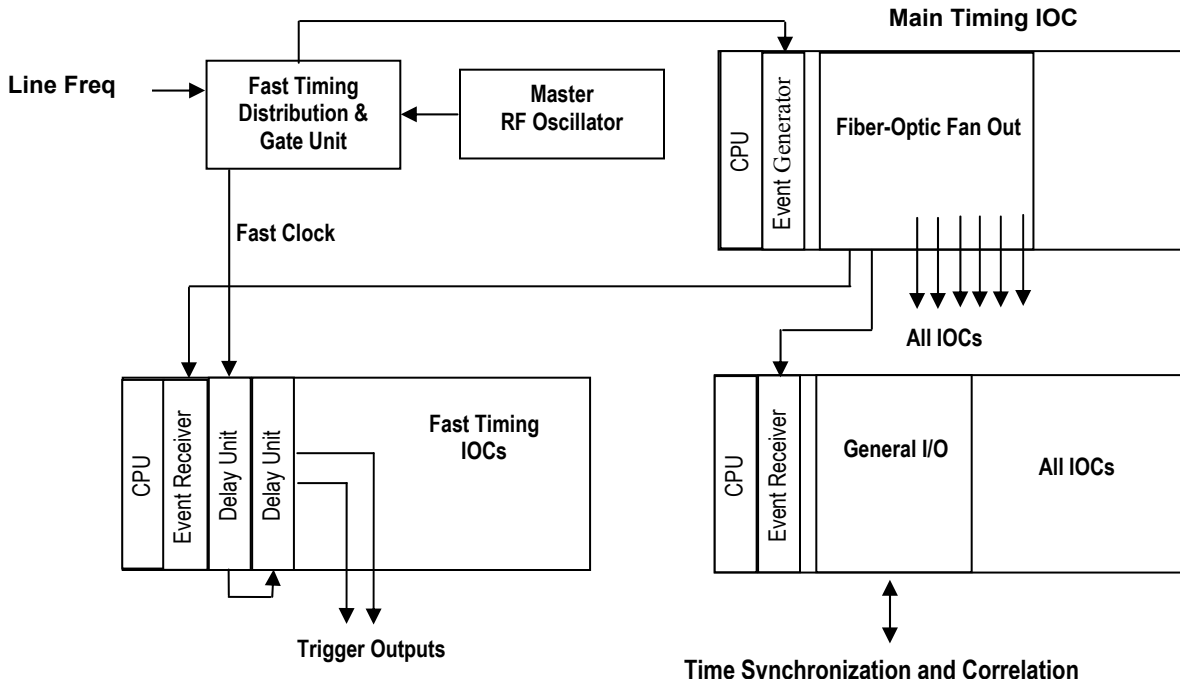 Main Timing IOC
Line Freq
Fast Timing
Distribution &
Gate Unit
Master
RF Oscillator
CPU
Event Generator
Fiber-Optic Fan Out
Fast Clock
All IOCs
CPU
Event Receiver
Delay Unit
Delay Unit
Fast Timing
IOCs
CPU
Event Receiver
General I/O
All IOCs
Trigger Outputs
Time Synchronization and Correlation